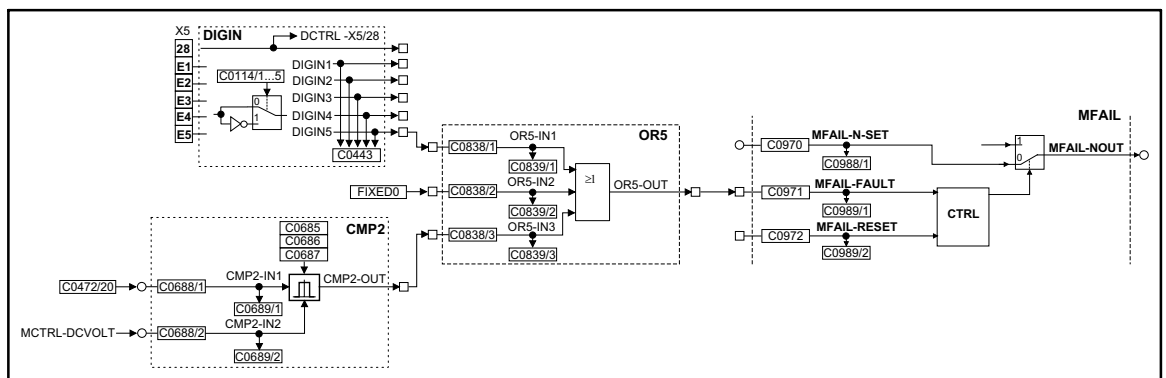 X5
DIGIN
28
DCTRL -X5/28
E1
DIGIN1
C0114/1...5
E2
DIGIN2
E3
0
DIGIN3
E4
1
DIGIN4
E5
DIGIN5
C0443
OR5
C0838/1
OR5-IN1
C0839/1
FIXED0
C0838/2
OR5-IN2
C0839/2
≥1
OR5-OUT
C0838/3
OR5-IN3
C0839/3
MFAIL
C0970
MFAIL-N-SET
C0988/1
1
0
MFAIL-NOUT
C0971
MFAIL-FAULT
C0989/1
CTRL
C0972
MFAIL-RESET
C0989/2
CMP2
C0685
C0686
C0687
C0472/20
C0688/1
CMP2-IN1
C0689/1
CMP2-OUT
MCTRL-DCVOLT
C0688/2
CMP2-IN2
C0689/2